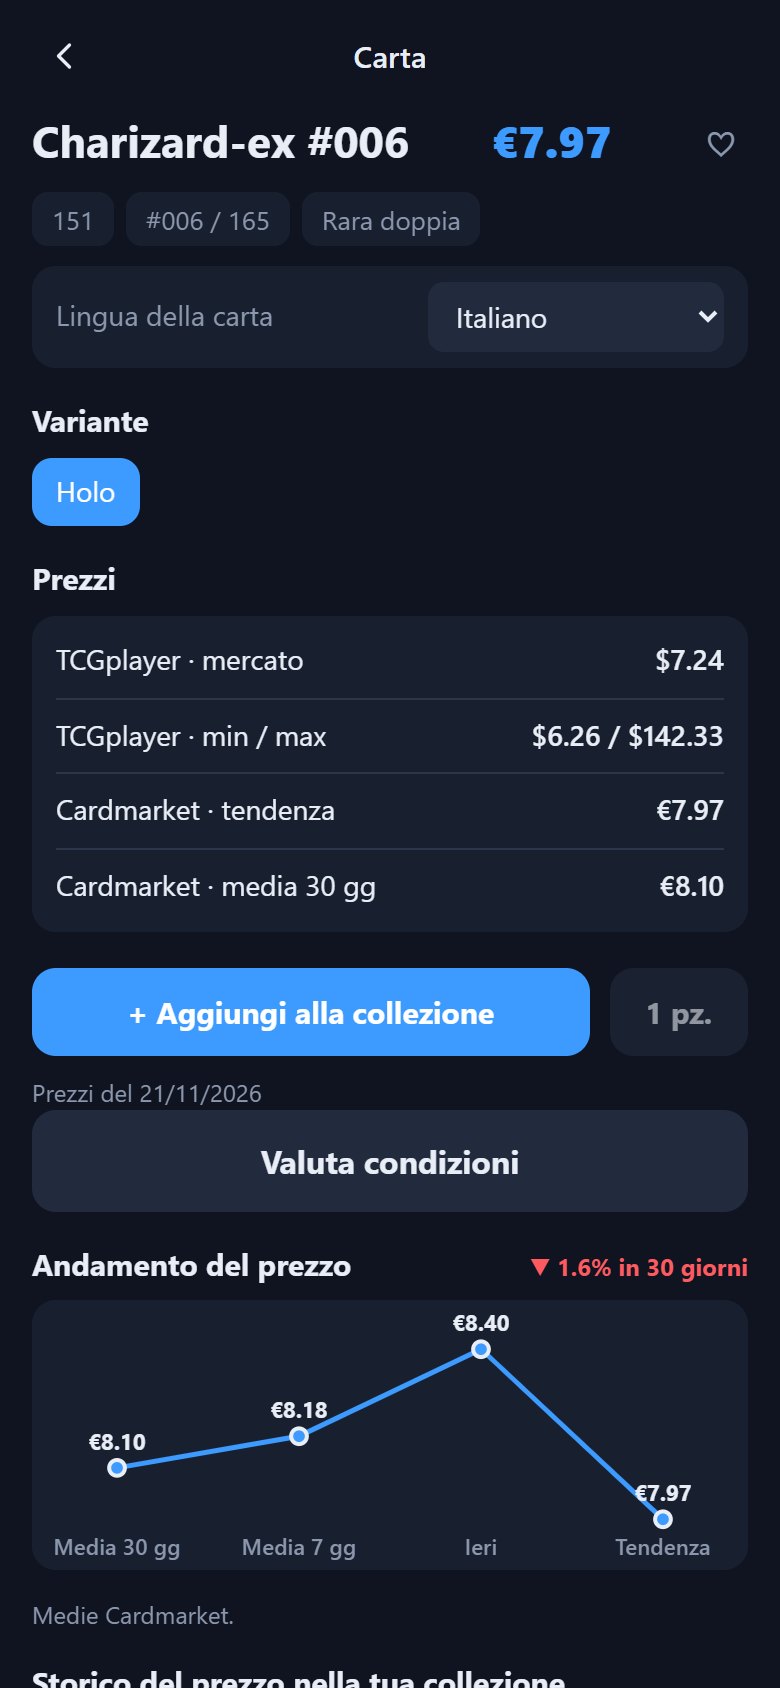 Carta
Charizard-ex #006 €7.97
151 #006 / 165 Rara doppia
Lingua della carta Italiano
Variante
Holo
Prezzi
TCGplayer · mercato $7.24
TCGplayer · min / max $6.26 / $142.33
Cardmarket · tendenza €7.97
Cardmarket · media 30 gg €8.10
+ Aggiungi alla collezione 1 pz.
Prezzi del 21/11/2026
Valuta condizioni
Andamento del prezzo ▼ 1.6% in 30 giorni
€8.40
€8.18
€8.10
€7.97
Media 30 gg Media 7 gg Ieri Tendenza
Medie Cardmarket.
Storico del prezzo nella tua collezione